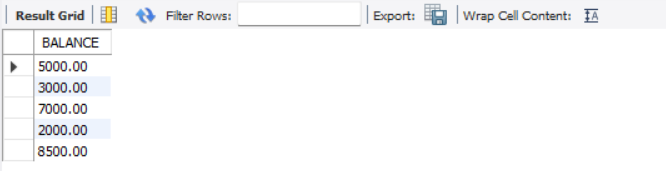 Result Grid Filter Rows: Export: Wrap Cell Content: IA
BALANCE
5000.00
3000.00
7000.00
2000.00
8500.00